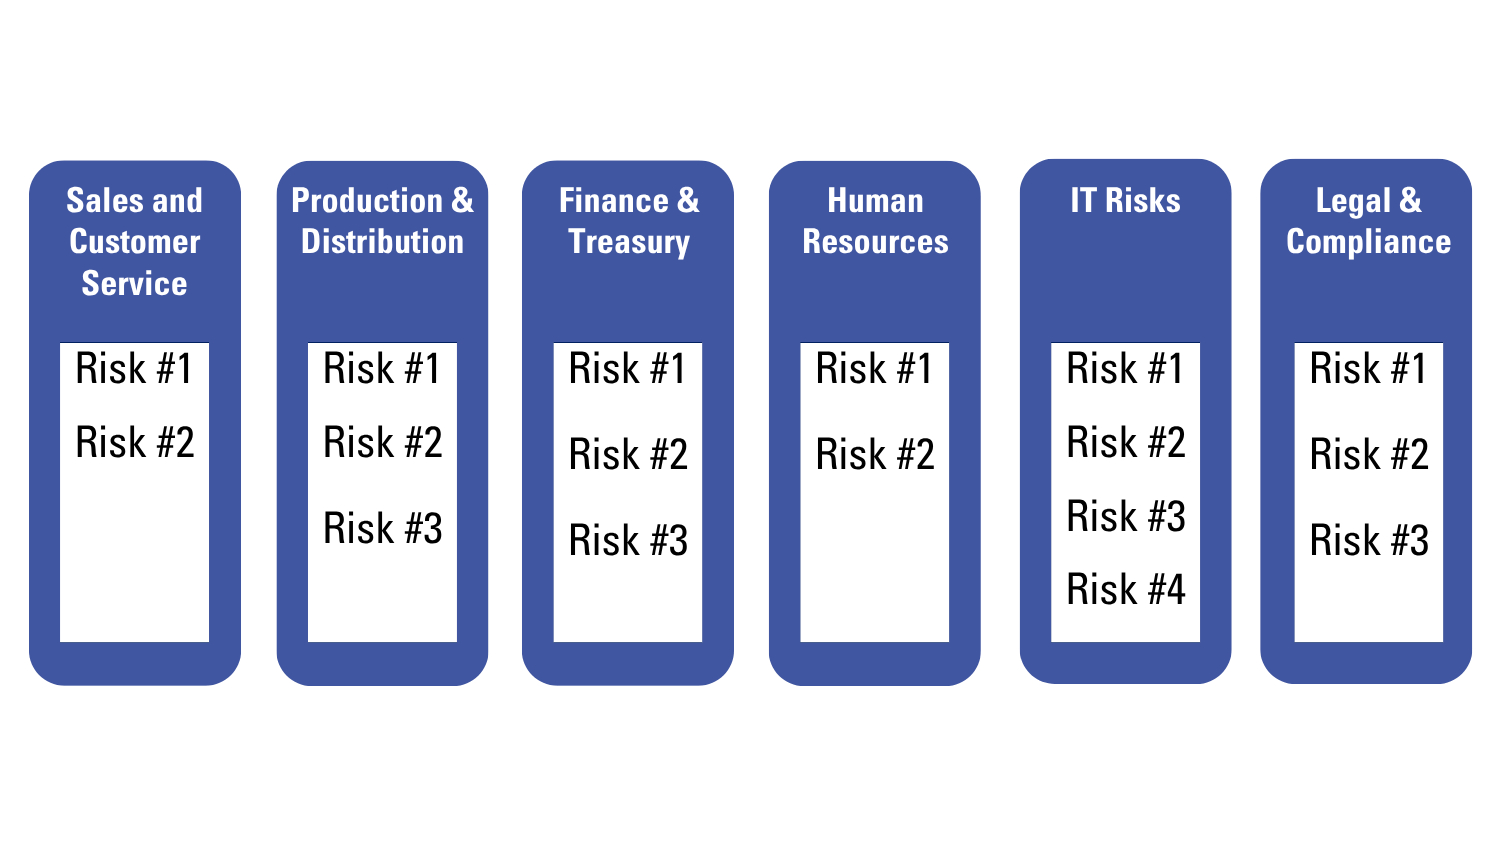 Sales and
Customer
Service
Risk #1
Risk #2
Production &
Distribution
Risk #1
Risk #2
Risk #3
Finance &
Treasury
Risk #1
Risk #2
Risk #3
Human
Resources
Risk #1
Risk #2
IT Risks
Risk #1
Risk #2
Risk #3
Risk #4
Legal &
Compliance
Risk #1
Risk #2
Risk #3